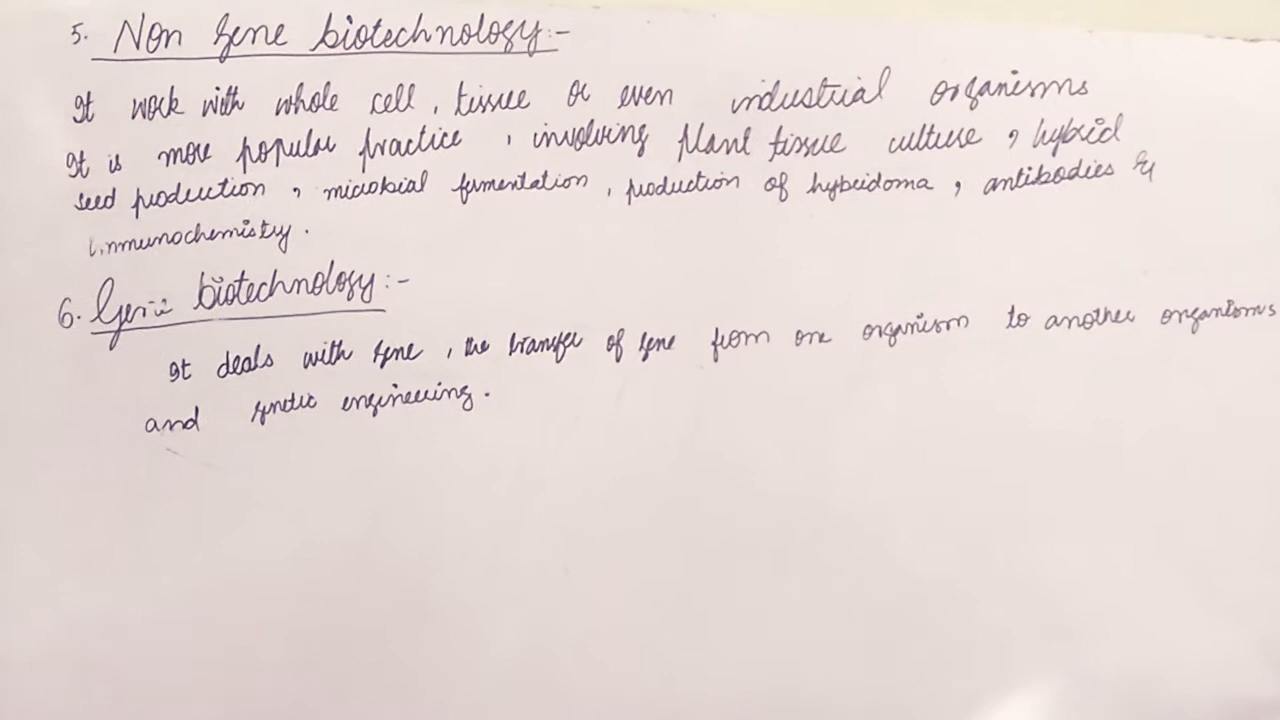 5. Non Gene biotechnology:-
It work with whole cell, tissue or even industrial organisms
It is more popular practice, involving plant tissue culture, hybrid
seed production, microbial fermentation, production of hybridoma, antibodies &
immunochemistry.
6. Gene biotechnology:-
It deals with gene, the transfer of gene from one organism to another organisms
and genetic engineering.